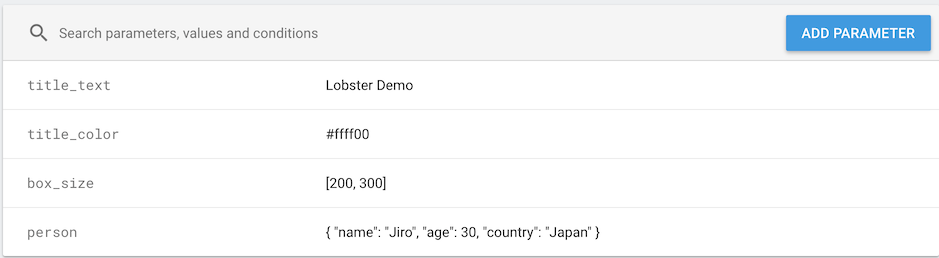 Search parameters, values and conditions ADD PARAMETER
title_text Lobster Demo
title_color #ffff00
box_size [200, 300]
person { "name": "Jiro", "age": 30, "country": "Japan" }